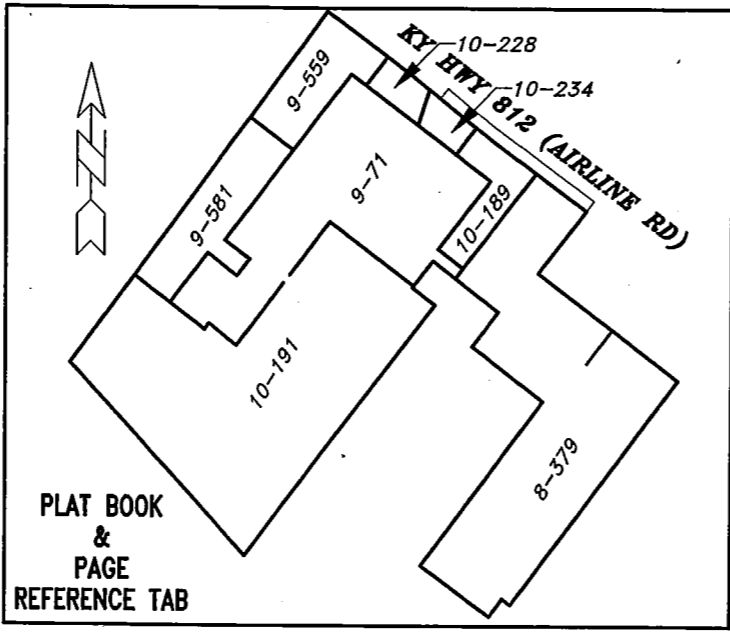 KY HWY 812 (AIRLINE RD)
10-228
10-234
9-559
9-71
9-581
10-189
10-191
8-379
N
PLAT BOOK
&
PAGE
REFERENCE TAB